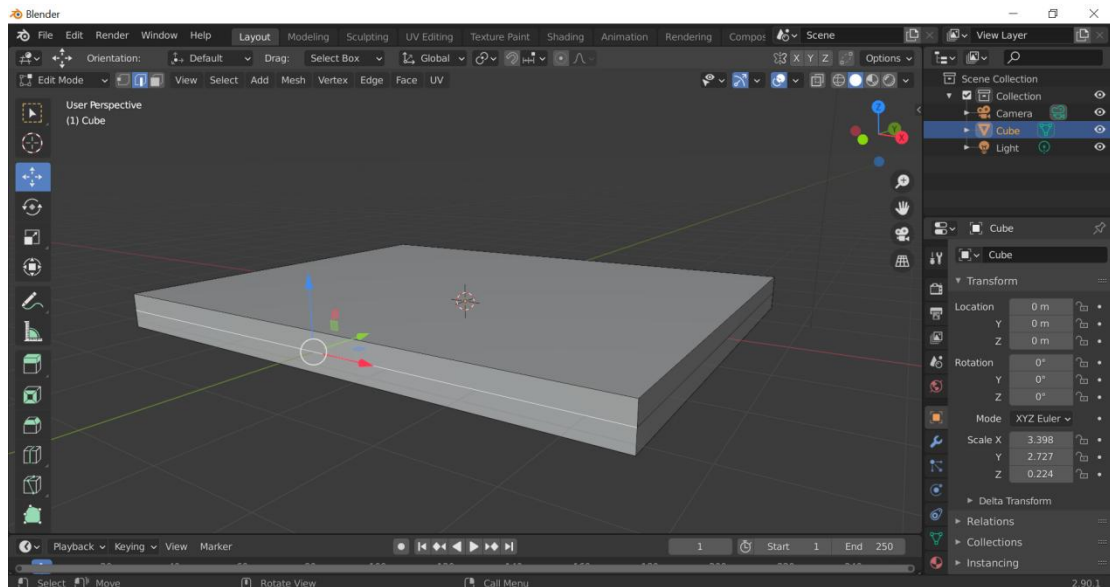 Blender
File Edit Render Window Help Layout Modeling Sculpting UV Editing Texture Paint Shading Animation Rendering Compos Scene View Layer
Orientation: Default Drag: Select Box Global X Y Z Options
Edit Mode View Select Add Mesh Vertex Edge Face UV
Scene Collection
Collection
Camera
Cube
Light
User Perspective
(1) Cube
Z
X
Cube
Cube
Transform
Location 0 m
Y 0 m
Z 0 m
Rotation 0°
Y 0°
Z 0°
Mode XYZ Euler
Scale X 3.398
Y 2.727
Z 0.224
Delta Transform
Relations
Collections
Instancing
Playback Keying View Marker 1 Start 1 End 250
Select Move Rotate View Call Menu 2.90.1